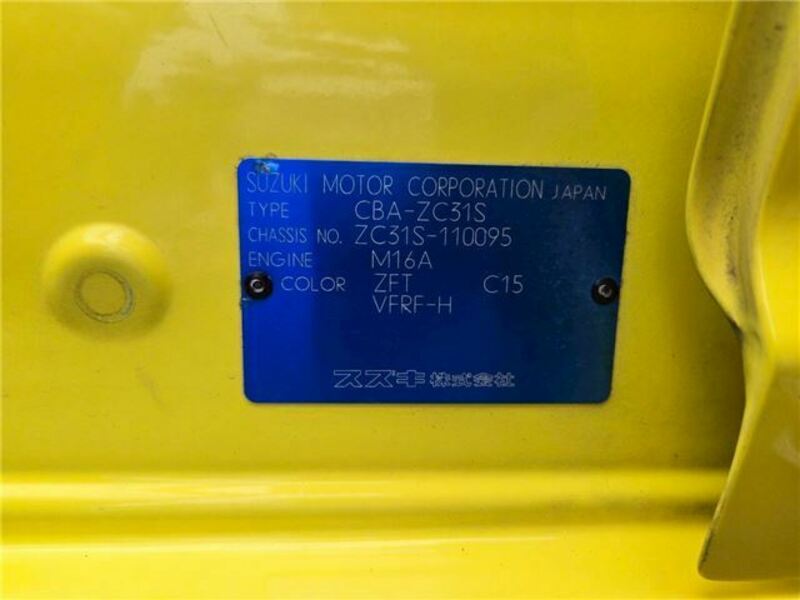 SUZUKI MOTOR CORPORATION JAPAN
TYPE CBA-ZC31S
CHASSIS NO. ZC31S-110095
ENGINE M16A
COLOR ZFT C15
VFRF-H
スズキ株式会社